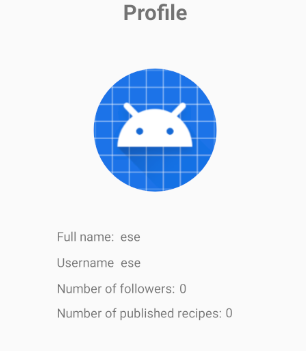 Profile
Full name: ese
Username ese
Number of followers: 0
Number of published recipes: 0